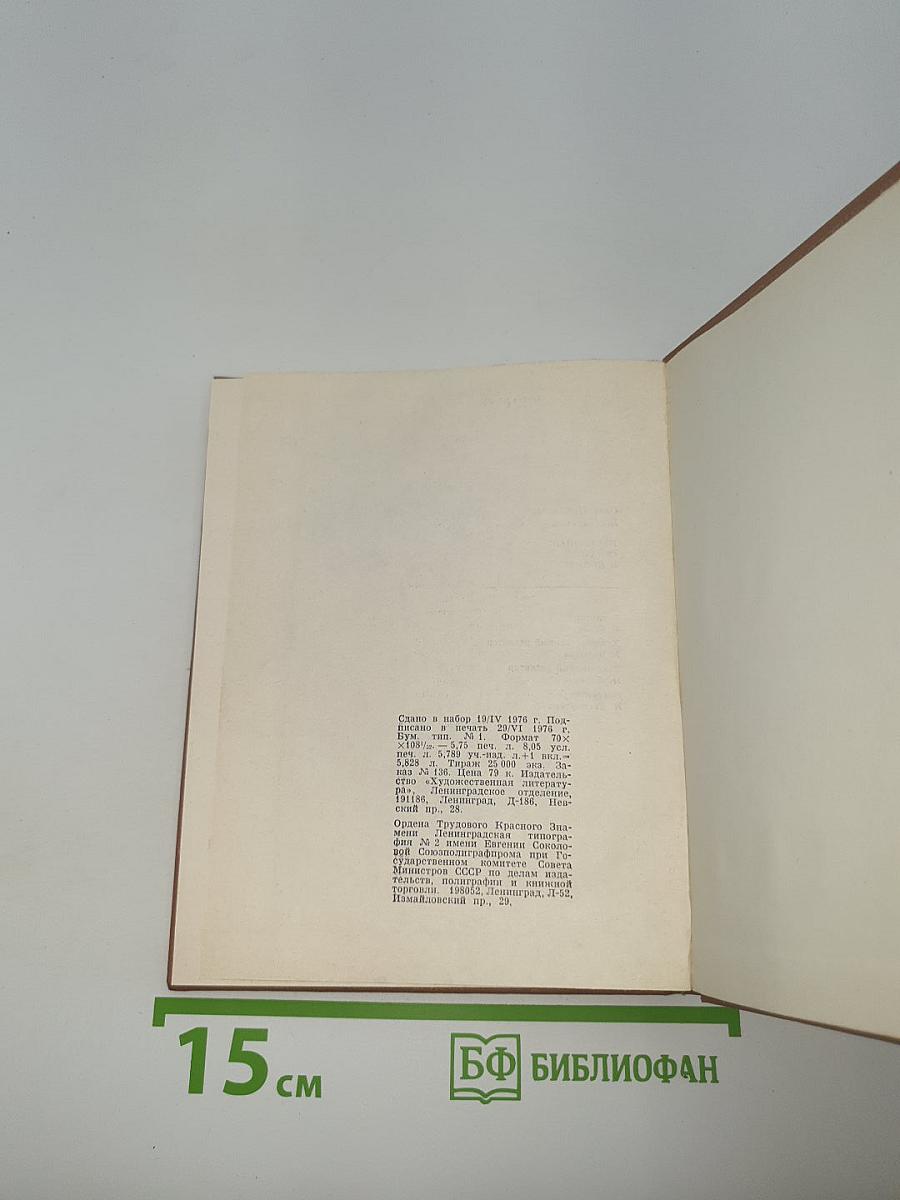 Сдано в набор 19/IV 1976 г. Под-
писано в печать 29/VI 1976 г.
Бум. тип. № 1. Формат 70×
×108¹/₃₂. — 5,75 печ. л. 8,05 усл.
печ. л. 5,789 уч.-изд. л.+1 вкл.=
5,828 л. Тираж 25 000 экз. За-
каз № 136. Цена 79 к. Издатель-
ство «Художественная литерату-
ра», Ленинградское отделение,
191186, Ленинград, Д-186, Нев-
ский пр., 28.
Ордена Трудового Красного Зна-
мени Ленинградская типогра-
фия № 2 имени Евгении Соколо-
вой Союзполиграфпрома при Го-
сударственном комитете Совета
Министров СССР по делам изда-
тельств, полиграфии и книжной
торговли. 198052, Ленинград, Л-52,
Измайловский пр., 29.
15 см
БФ БИБЛИОФАН